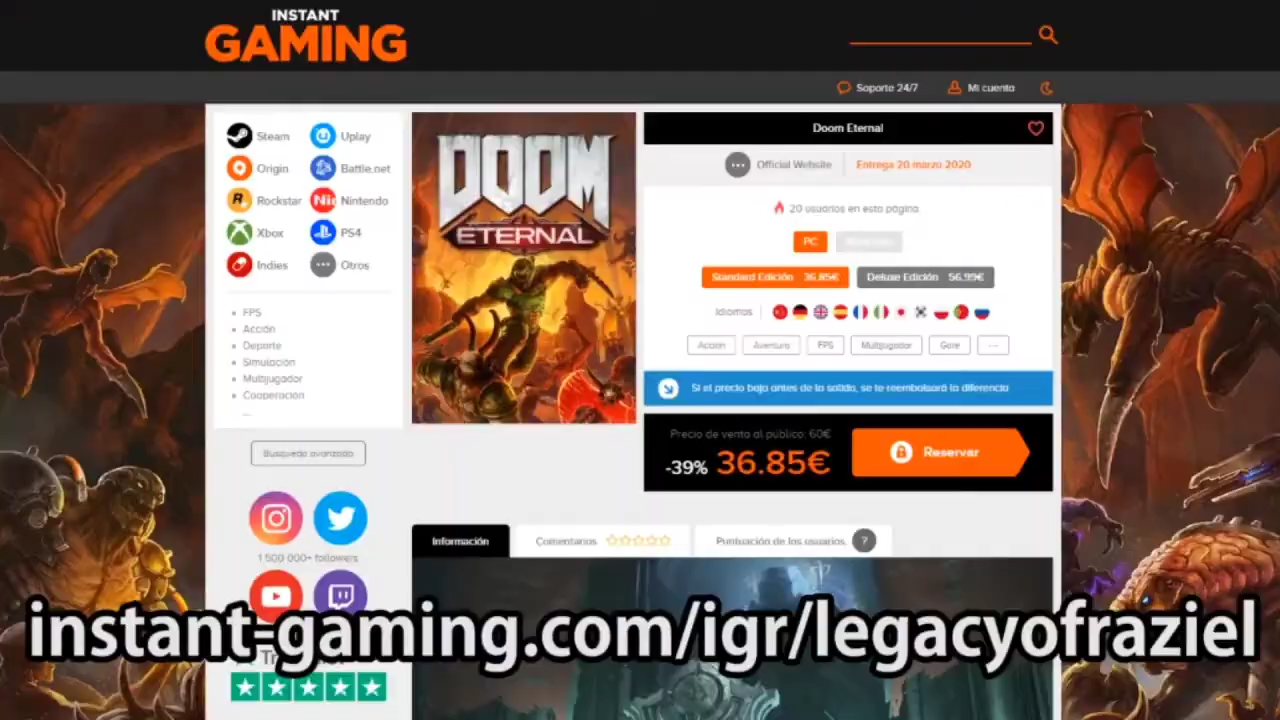 INSTANT
GAMING
Soporte 24/7
Mi cuenta
Steam
Uplay
Origin
Battle.net
Rockstar
Nintendo
Xbox
PS4
Indies
Otros
FPS
Acción
Deporte
Simulación
Multijugador
Cooperación
...
Busqueda avanzada
1 500 000+ followers
DOOM
ETERNAL
Doom Eternal
Official Website
Entrega 20 marzo 2020
20 usuarios en esta página
PC
Standard Edición 36.85€
Deluxe Edición 56.99€
Idiomas
Acción
Aventura
FPS
Multijugador
Gore
...
Si el precio baja antes de la salida, se te reembolsará la diferencia
Precio de venta al público: 60€
-39% 36.85€
Reservar
Información
Comentarios
Puntuación de los usuarios
?
instant-gaming.com/igr/legacyofraziel